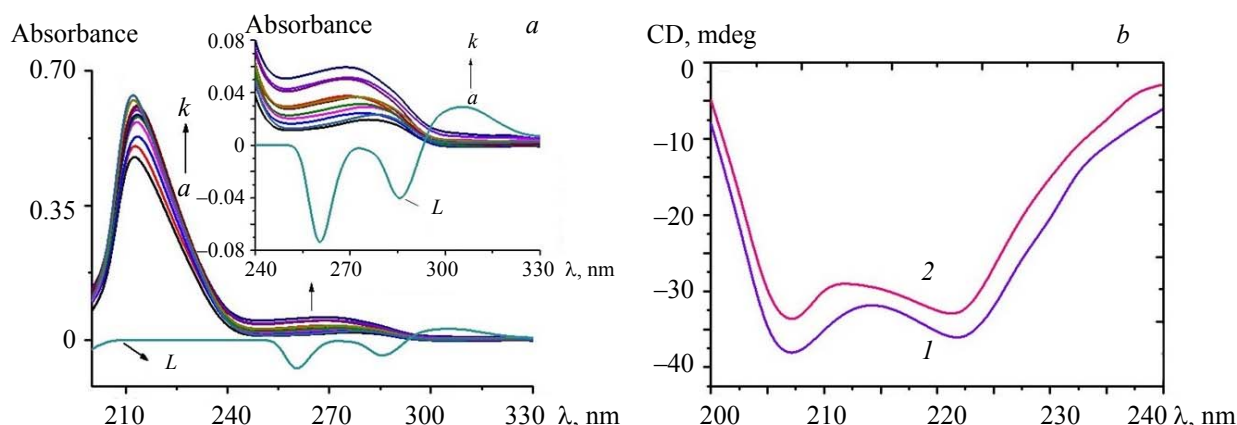 Absorbance
0.70
0.35
0
k
a
L
210 240 270 300 330 λ, nm
Absorbance a
0.08
0.04
0
–0.04
–0.08
k
a
L
240 270 300 330 λ, nm
CD, mdeg b
0
–10
–20
–30
–40
2
1
200 210 220 230 240 λ, nm